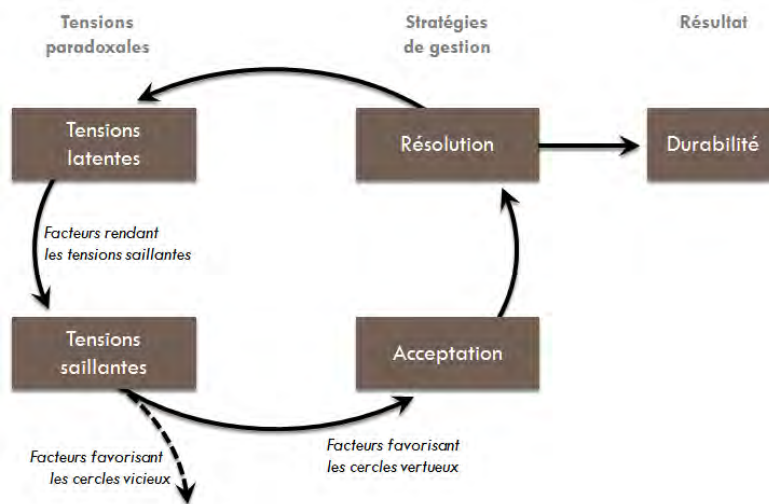 Tensions
paradoxales
Stratégies
de gestion
Résultat
Tensions
latentes
Résolution
Durabilité
Facteurs rendant
les tensions saillantes
Tensions
saillantes
Acceptation
Facteurs favorisant
les cercles vicieux
Facteurs favorisant
les cercles vertueux